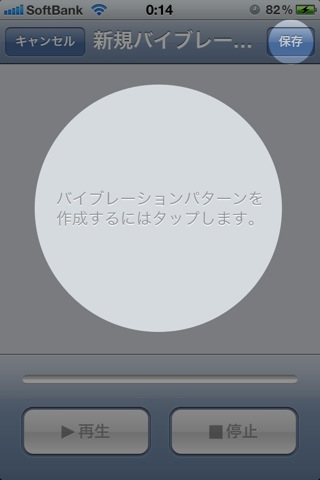 SoftBank 0:14 82%
キャンセル 新規バイブレー... 保存
バイブレーションパターンを
作成するにはタップします。
▶再生 ■停止